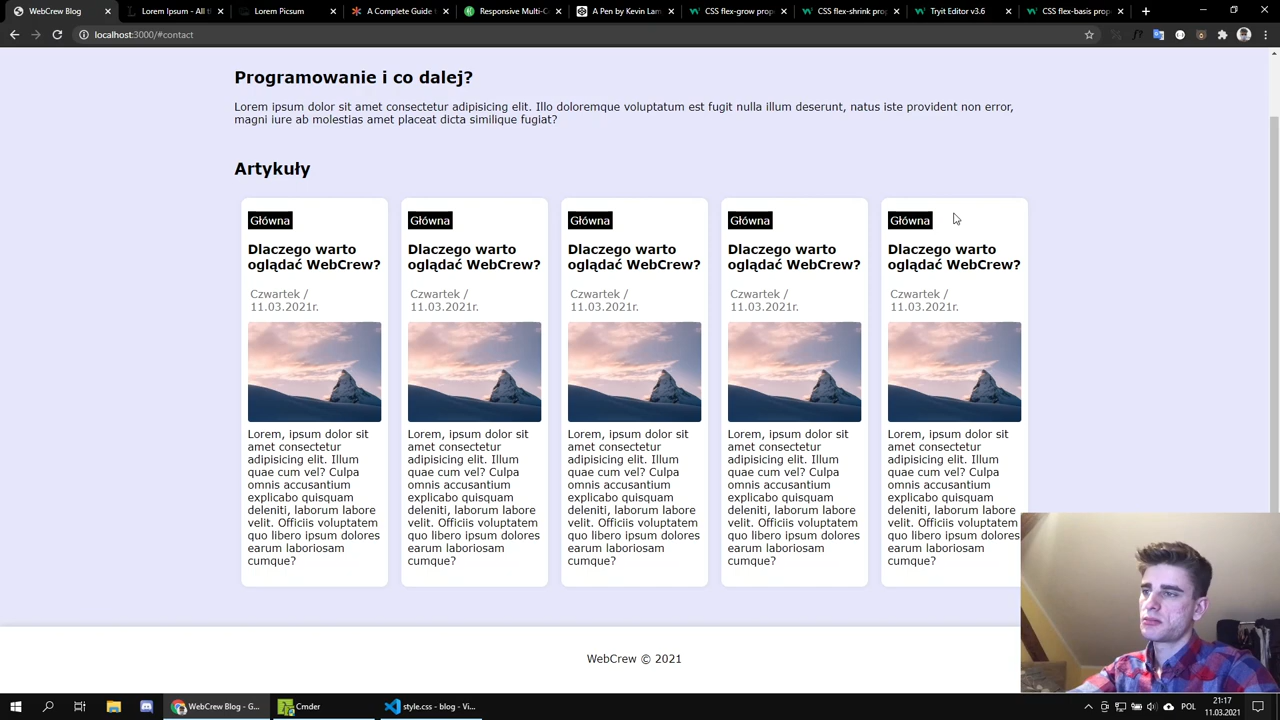 WebCrew Blog
Lorem Ipsum - All t
Lorem Picsum
A Complete Guide t
Responsive Multi-C
A Pen by Kevin Lam
CSS flex-grow prop
CSS flex-shrink prop
Tryit Editor v3.6
CSS flex-basis prop
localhost:3000/#contact
Programowanie i co dalej?
Lorem ipsum dolor sit amet consectetur adipisicing elit. Illo doloremque voluptatum est fugit nulla illum deserunt, natus iste provident non error,
magni iure ab molestias amet placeat dicta similique fugiat?
Artykuły
Główna
Dlaczego warto
oglądać WebCrew?
Czwartek /
11.03.2021r.
Lorem, ipsum dolor sit
amet consectetur
adipisicing elit. Illum
quae cum vel? Culpa
omnis accusantium
explicabo quisquam
deleniti, laborum labore
velit. Officiis voluptatem
quo libero ipsum dolores
earum laboriosam
cumque?
Główna
Dlaczego warto
oglądać WebCrew?
Czwartek /
11.03.2021r.
Lorem, ipsum dolor sit
amet consectetur
adipisicing elit. Illum
quae cum vel? Culpa
omnis accusantium
explicabo quisquam
deleniti, laborum labore
velit. Officiis voluptatem
quo libero ipsum dolores
earum laboriosam
cumque?
Główna
Dlaczego warto
oglądać WebCrew?
Czwartek /
11.03.2021r.
Lorem, ipsum dolor sit
amet consectetur
adipisicing elit. Illum
quae cum vel? Culpa
omnis accusantium
explicabo quisquam
deleniti, laborum labore
velit. Officiis voluptatem
quo libero ipsum dolores
earum laboriosam
cumque?
Główna
Dlaczego warto
oglądać WebCrew?
Czwartek /
11.03.2021r.
Lorem, ipsum dolor sit
amet consectetur
adipisicing elit. Illum
quae cum vel? Culpa
omnis accusantium
explicabo quisquam
deleniti, laborum labore
velit. Officiis voluptatem
quo libero ipsum dolores
earum laboriosam
cumque?
Główna
Dlaczego warto
oglądać WebCrew?
Czwartek /
11.03.2021r.
Lorem, ipsum dolor sit
amet consectetur
adipisicing elit. Illum
quae cum vel? Culpa
omnis accusantium
explicabo quisquam
deleniti, laborum labore
velit. Officiis voluptatem
quo libero ipsum dolores
earum laboriosam
cumque?
WebCrew © 2021
WebCrew Blog - G...
Cmder
style.css - blog - Vi...
POL
21:17
11.03.2021